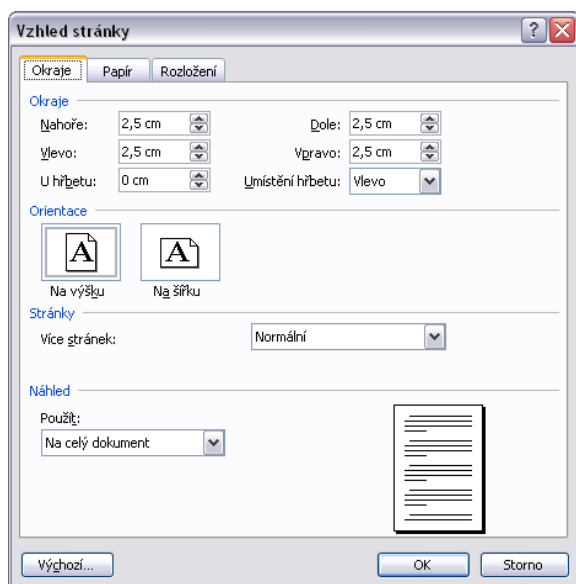 Vzhled stránky
Okraje Papír Rozložení
Okraje
Nahoře: 2,5 cm Dole: 2,5 cm
Vlevo: 2,5 cm Vpravo: 2,5 cm
U hřbetu: 0 cm Umístění hřbetu: Vlevo
Orientace
A A
Na výšku Na šířku
Stránky
Více stránek: Normální
Náhled
Použít:
Na celý dokument
Výchozí... OK Storno